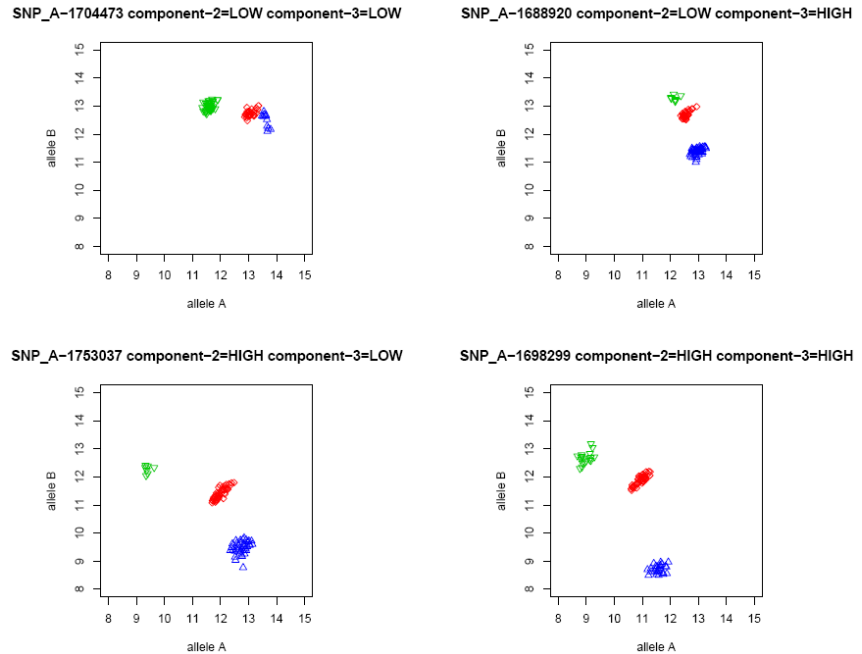 SNP_A-1704473 component-2=LOW component-3=LOW
15
14
13
12
11
10
9
8
allele B
8 9 10 11 12 13 14 15
allele A
SNP_A-1688920 component-2=LOW component-3=HIGH
15
14
13
12
11
10
9
8
allele B
8 9 10 11 12 13 14 15
allele A
SNP_A-1753037 component-2=HIGH component-3=LOW
15
14
13
12
11
10
9
8
allele B
8 9 10 11 12 13 14 15
allele A
SNP_A-1698299 component-2=HIGH component-3=HIGH
15
14
13
12
11
10
9
8
allele B
8 9 10 11 12 13 14 15
allele A